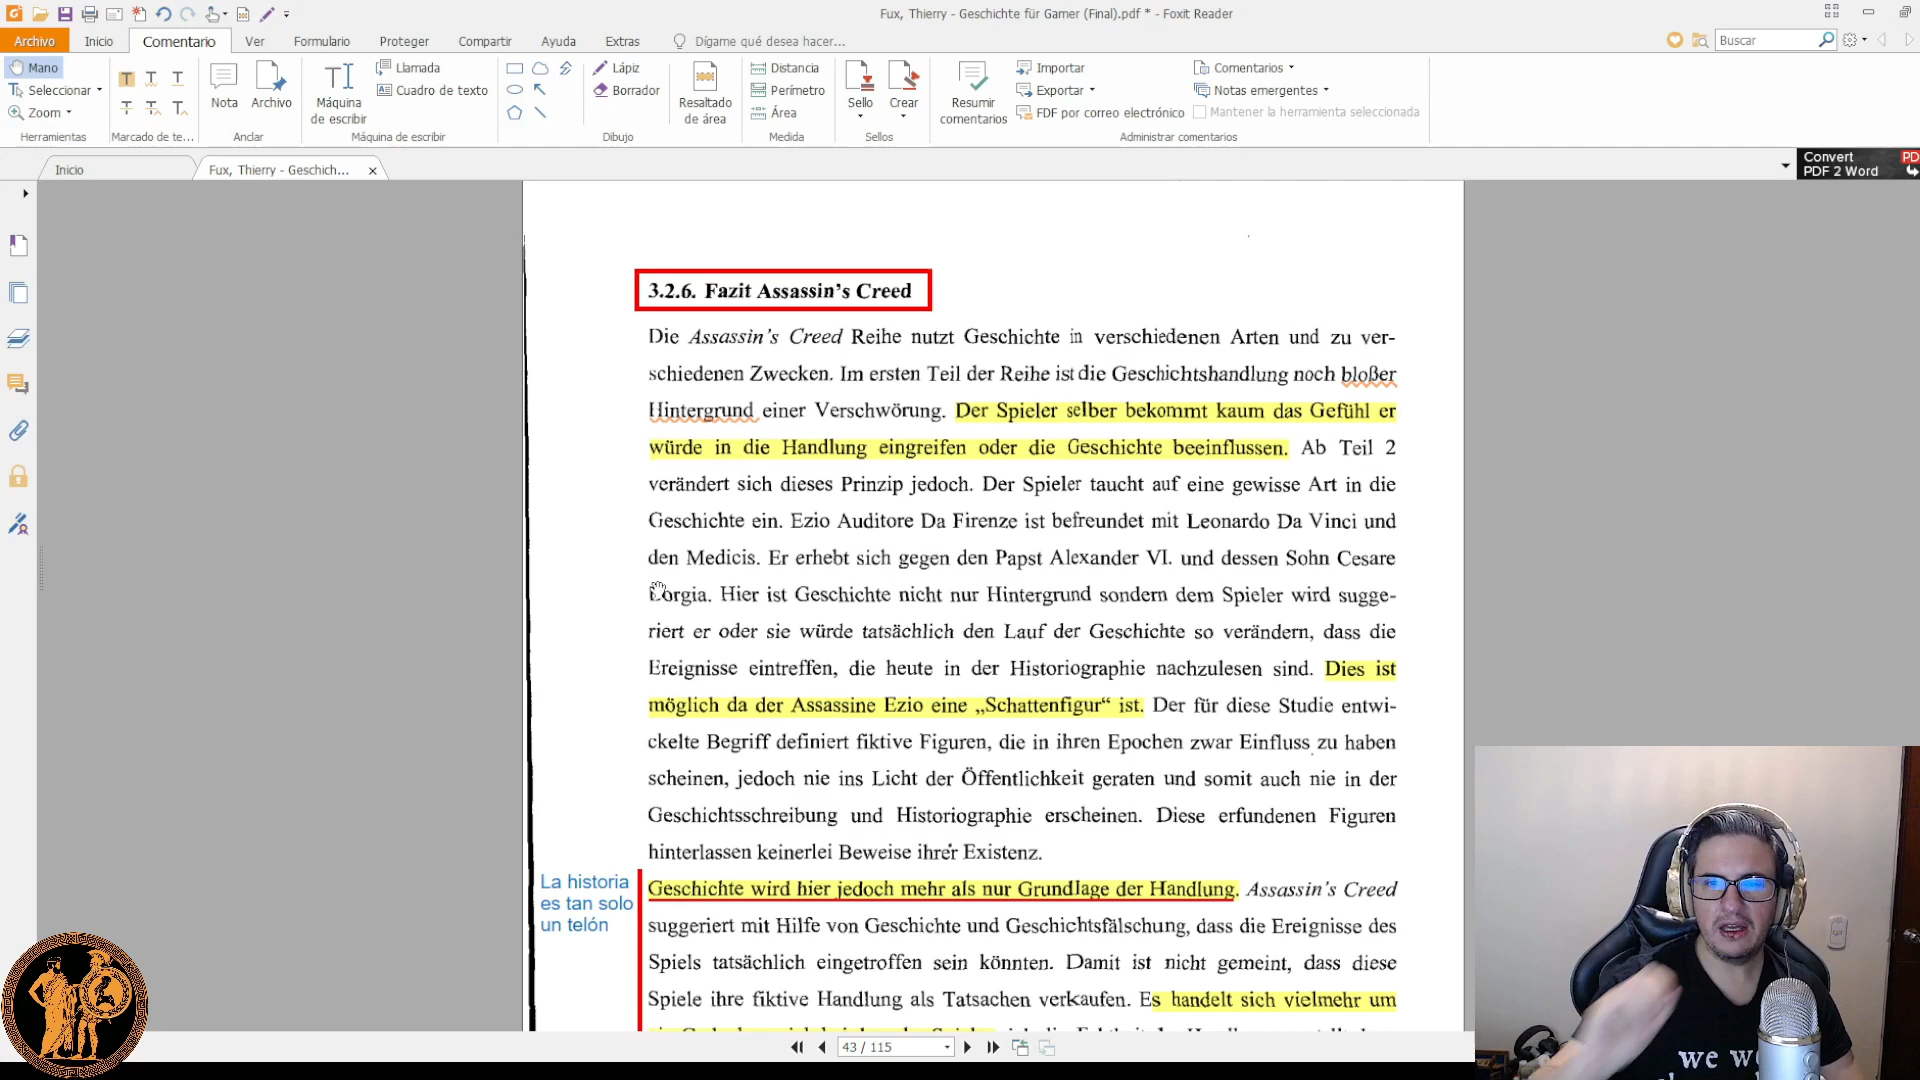 Fux, Thierry - Geschichte für Gamer (Final).pdf * - Foxit Reader
Archivo Inicio Comentario Ver Formulario Proteger Compartir Ayuda Extras Dígame qué desea hacer... Buscar
Mano
Seleccionar
Zoom
Herramientas
Marcado de te...
Nota
Archivo
Anclar
Máquina de escribir
Llamada
Cuadro de texto
Máquina de escribir
Lápiz
Borrador
Dibujo
Resaltado de área
Distancia
Perímetro
Área
Medida
Sello
Crear
Sellos
Resumir comentarios
Importar
Exportar
FDF por correo electrónico
Comentarios
Notas emergentes
Mantener la herramienta seleccionada
Administrar comentarios
Inicio
Fux, Thierry - Geschich...
Convert
PDF 2 Word
PD
3.2.6. Fazit Assassin's Creed
Die Assassin's Creed Reihe nutzt Geschichte in verschiedenen Arten und zu ver-
schiedenen Zwecken. Im ersten Teil der Reihe ist die Geschichtshandlung noch bloßer
Hintergrund einer Verschwörung. Der Spieler selber bekommt kaum das Gefühl er
würde in die Handlung eingreifen oder die Geschichte beeinflussen. Ab Teil 2
verändert sich dieses Prinzip jedoch. Der Spieler taucht auf eine gewisse Art in die
Geschichte ein. Ezio Auditore Da Firenze ist befreundet mit Leonardo Da Vinci und
den Medicis. Er erhebt sich gegen den Papst Alexander VI. und dessen Sohn Cesare
Borgia. Hier ist Geschichte nicht nur Hintergrund sondern dem Spieler wird sugge-
riert er oder sie würde tatsächlich den Lauf der Geschichte so verändern, dass die
Ereignisse eintreffen, die heute in der Historiographie nachzulesen sind. Dies ist
möglich da der Assassine Ezio eine „Schattenfigur“ ist. Der für diese Studie entwi-
ckelte Begriff definiert fiktive Figuren, die in ihren Epochen zwar Einfluss zu haben
scheinen, jedoch nie ins Licht der Öffentlichkeit geraten und somit auch nie in der
Geschichtsschreibung und Historiographie erscheinen. Diese erfundenen Figuren
hinterlassen keinerlei Beweise ihrer Existenz.
La historia
es tan solo
un telón
Geschichte wird hier jedoch mehr als nur Grundlage der Handlung. Assassin's Creed
suggeriert mit Hilfe von Geschichte und Geschichtsfälschung, dass die Ereignisse des
Spiels tatsächlich eingetroffen sein könnten. Damit ist nicht gemeint, dass diese
Spiele ihre fiktive Handlung als Tatsachen verkaufen. Es handelt sich vielmehr um
43 / 115
we we